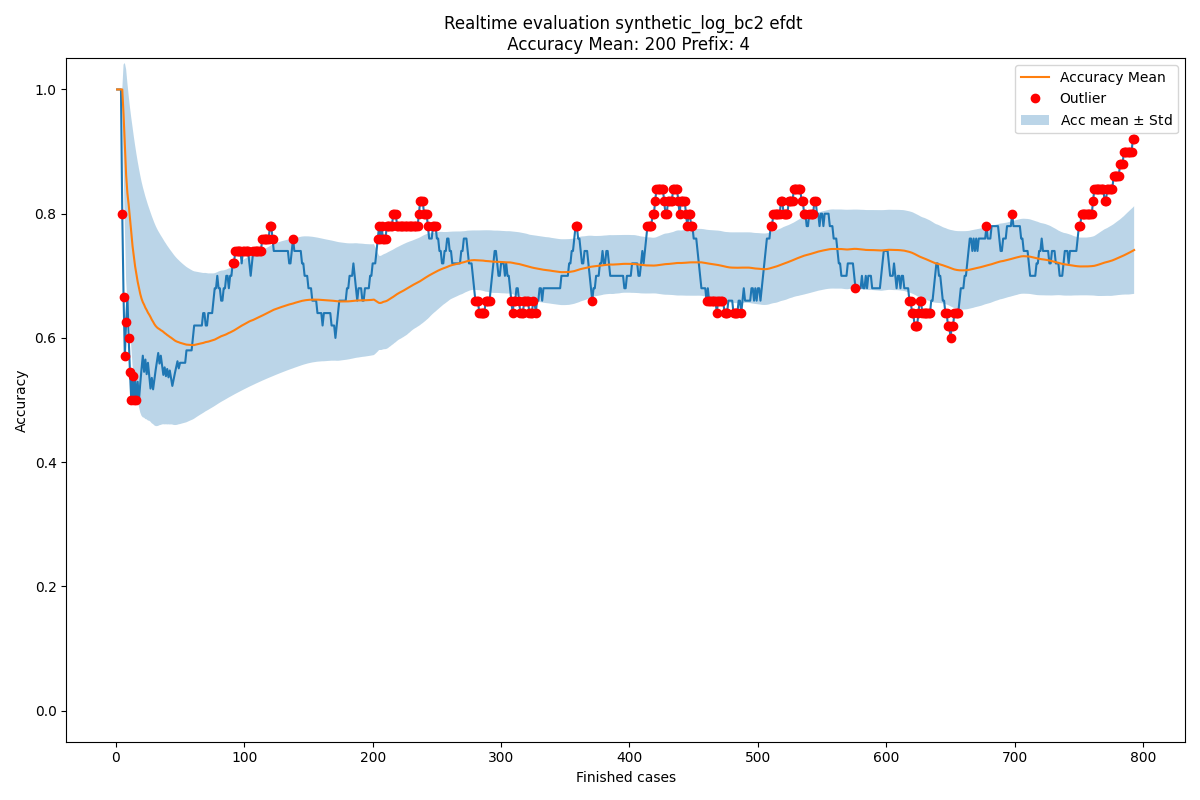 Realtime evaluation synthetic_log_bc2 efdt
Accuracy Mean: 200 Prefix: 4
Accuracy Mean
Outlier
Acc mean ± Std
1.0
0.8
0.6
0.4
0.2
0.0
Accuracy
0 100 200 300 400 500 600 700 800
Finished cases